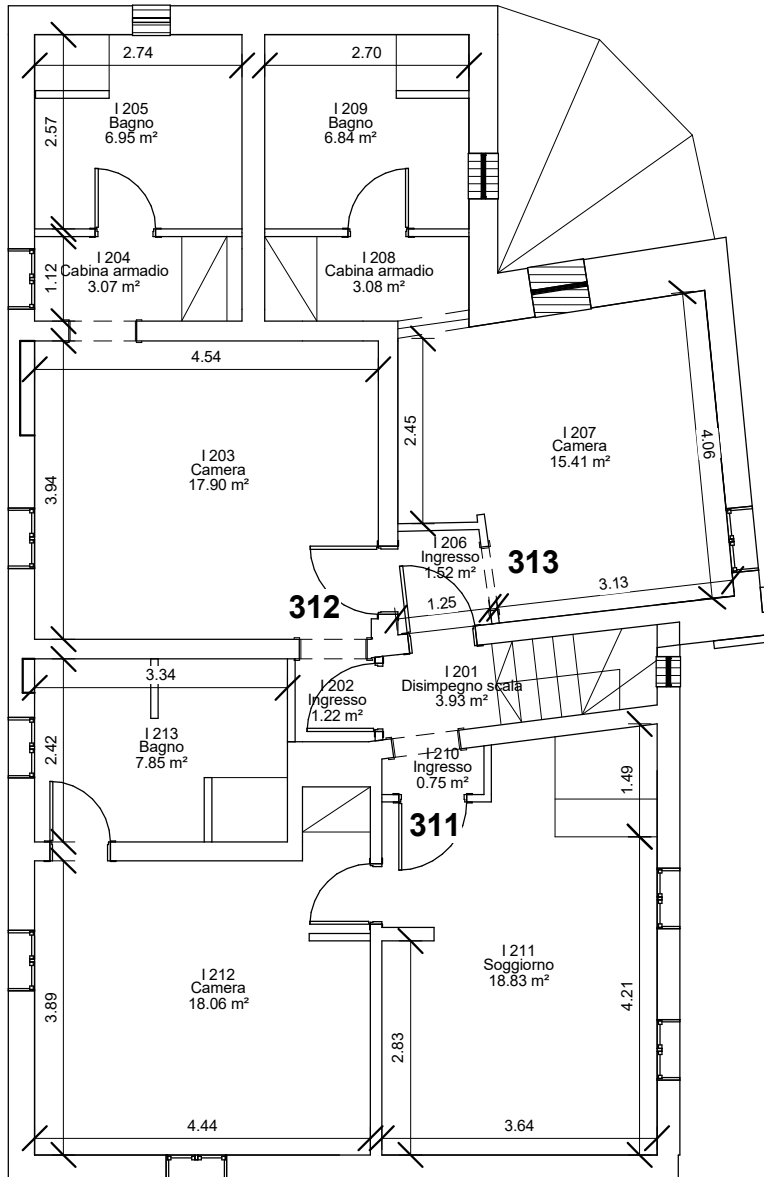 2.74
2.70
I 205
Bagno
6.95 m²
I 209
Bagno
6.84 m²
2.57
I 204
Cabina armadio
3.07 m²
I 208
Cabina armadio
3.08 m²
1.12
4.54
2.45
4.06
I 207
Camera
15.41 m²
I 203
Camera
17.90 m²
3.94
I 206
Ingresso
1.52 m²
313
3.13
312
1.25
3.34
I 202
Ingresso
1.22 m²
I 201
Disimpegno scala
3.93 m²
I 213
Bagno
7.85 m²
2.42
I 210
Ingresso
0.75 m²
1.49
311
I 211
Soggiorno
18.83 m²
I 212
Camera
18.06 m²
3.89
4.21
2.83
4.44
3.64